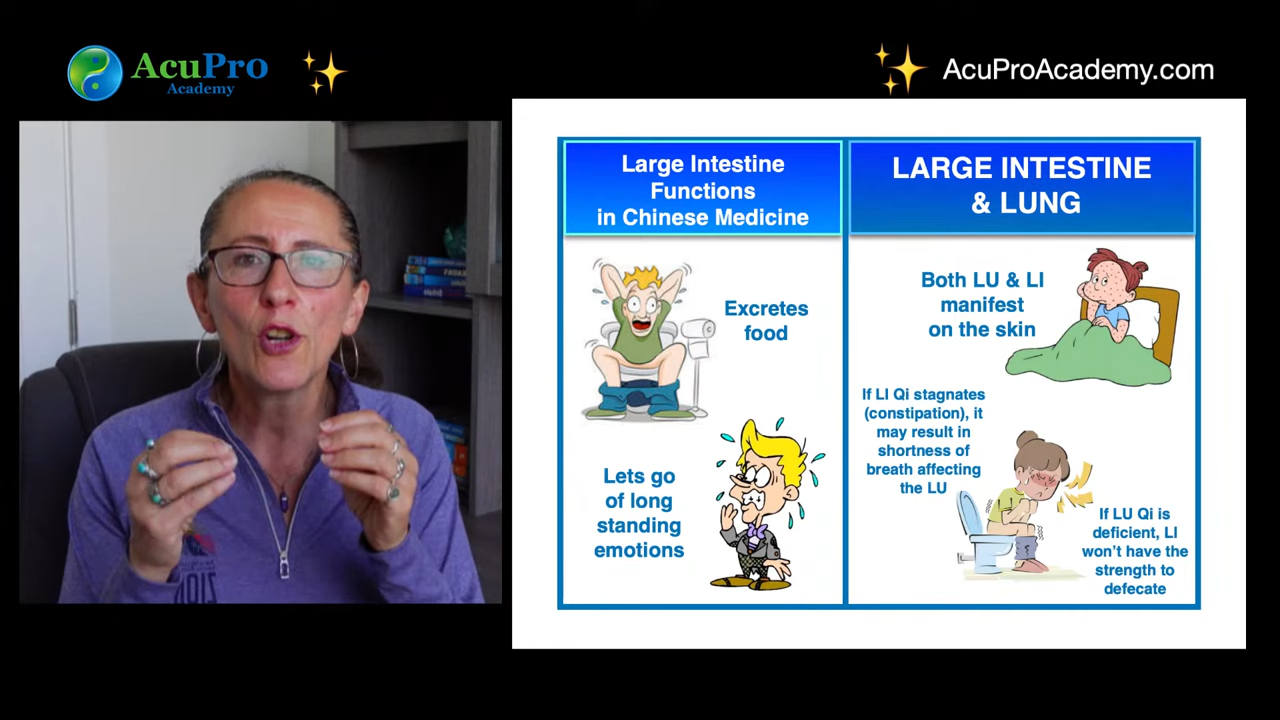 AcuPro
Academy
AcuProAcademy.com
Large Intestine
Functions
in Chinese Medicine
Excretes
food
Lets go
of long
standing
emotions
LARGE INTESTINE
& LUNG
Both LU & LI
manifest
on the skin
If LI Qi stagnates
(constipation), it
may result in
shortness of
breath affecting
the LU
If LU Qi is
deficient, LI
won't have the
strength to
defecate